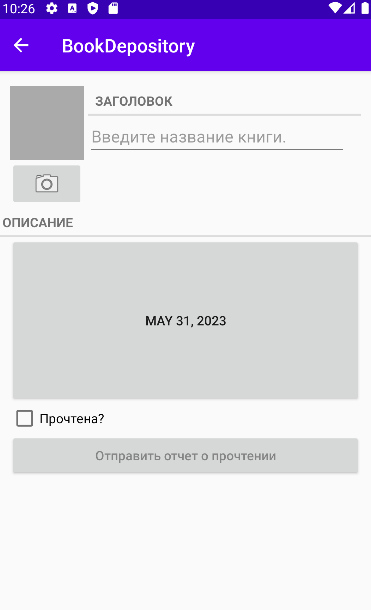 10:26
BookDepository
ЗАГОЛОВОК
Введите название книги.
ОПИСАНИЕ
MAY 31, 2023
Прочтена?
Отправить отчет о прочтении